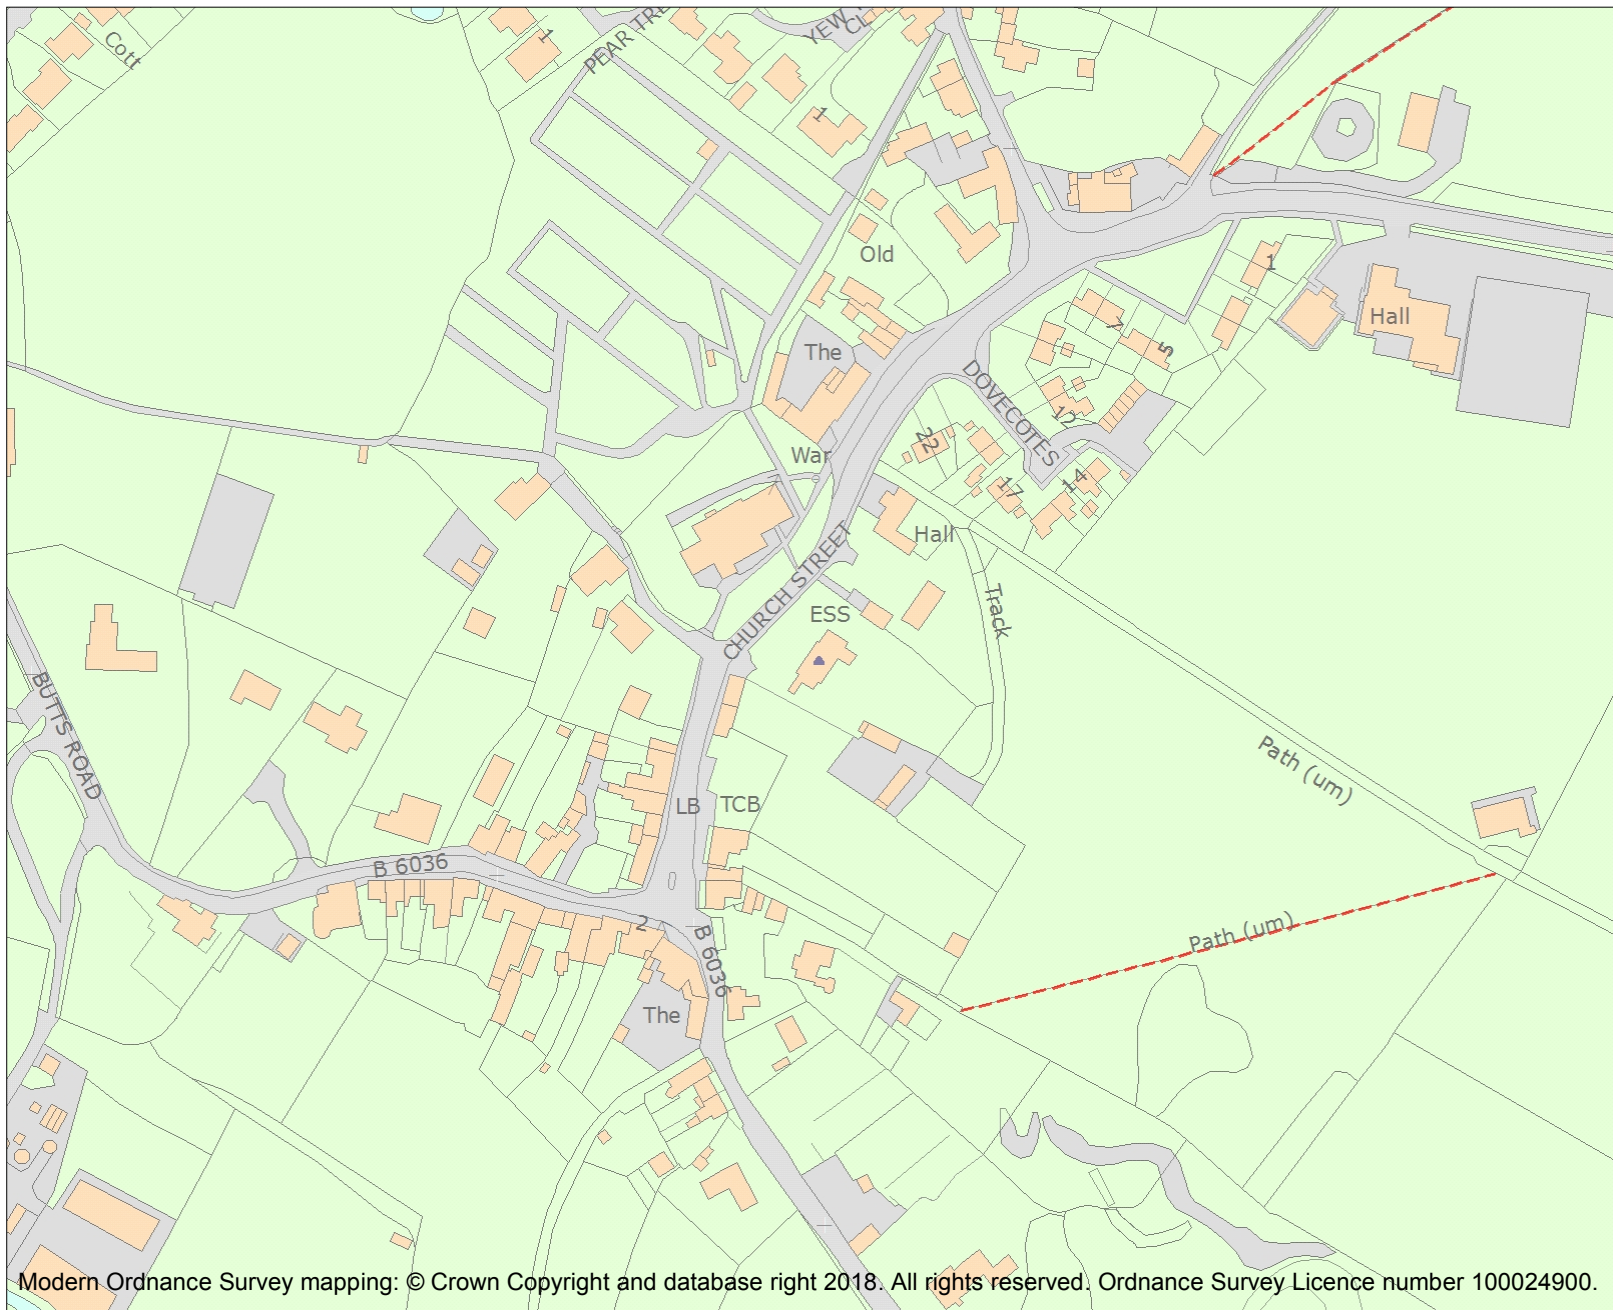 Cott
1
PEAR TRE
YEW
CL
1
Old
1
Hall
The
7
5
DOVECOTES
12
22
War
17
14
Hall
CHURCH STREET
Track
ESS
BUTTS ROAD
Path (um)
LB
TCB
B 6036
2
B 6036
Path (um)
The
Modern Ordnance Survey mapping: © Crown Copyright and database right 2018. All rights reserved. Ordnance Survey Licence number 100024900.